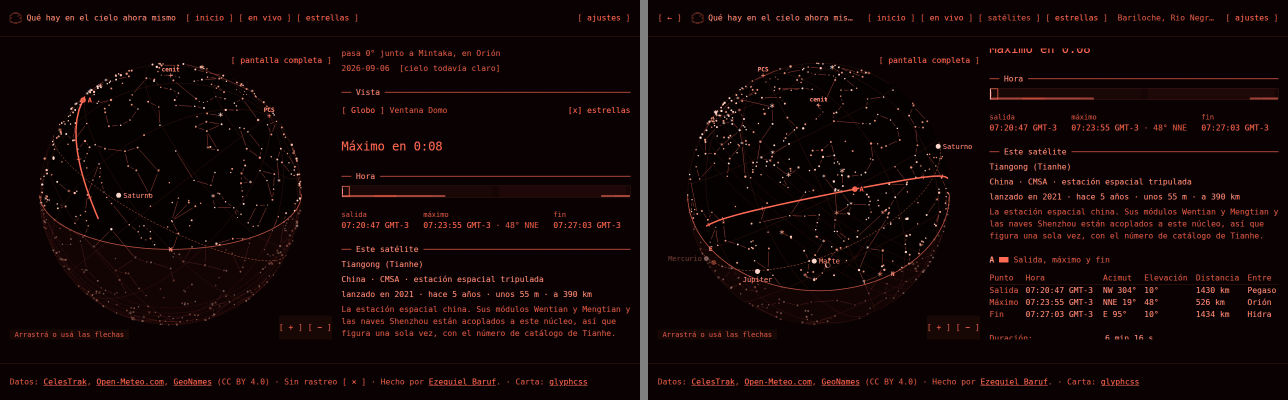 Qué hay en el cielo ahora mismo [ inicio ] [ en vivo ] [ estrellas ] [ ajustes ]
pasa 0° junto a Mintaka, en Orión
2026-09-06 [cielo todavía claro]
[ pantalla completa ]
cenit
PCS
A
Saturno
E
Vista
[ Globo ] Ventana Domo [x] estrellas
Máximo en 0:08
Hora
salida máximo fin
07:20:47 GMT-3 07:23:55 GMT-3 · 48° NNE 07:27:03 GMT-3
Este satélite
Tiangong (Tianhe)
China · CMSA · estación espacial tripulada
lanzado en 2021 · hace 5 años · unos 55 m · a 390 km
La estación espacial china. Sus módulos Wentian y Mengtian y
las naves Shenzhou están acoplados a este núcleo, así que
figura una sola vez, con el número de catálogo de Tianhe.
Arrastrá o usá las flechas
[ + ] [ − ]
Datos: CelesTrak, Open-Meteo.com, GeoNames (CC BY 4.0) · Sin rastreo [ × ] · Hecho por Ezequiel Baruf. · Carta: glyphcss
[ ← ] Qué hay en el cielo ahora mis… [ inicio ] [ en vivo ] [ satélites ] [ estrellas ] Bariloche, Rio Negr… [ ajustes ]
[ pantalla completa ]
PCS
cenit
Saturno
A
E
Mercurio
Marte
Júpiter
N
Máximo en 0:08
Hora
salida máximo fin
07:20:47 GMT-3 07:23:55 GMT-3 · 48° NNE 07:27:03 GMT-3
Este satélite
Tiangong (Tianhe)
China · CMSA · estación espacial tripulada
lanzado en 2021 · hace 5 años · unos 55 m · a 390 km
La estación espacial china. Sus módulos Wentian y Mengtian y
las naves Shenzhou están acoplados a este núcleo, así que
figura una sola vez, con el número de catálogo de Tianhe.
A Salida, máximo y fin
Punto Hora Acimut Elevación Distancia Entre
Salida 07:20:47 GMT-3 NW 304° 10° 1430 km Pegaso
Máximo 07:23:55 GMT-3 NNE 19° 48° 526 km Orión
Fin 07:27:03 GMT-3 E 95° 10° 1434 km Hidra
Duración: 6 min 16 s
Arrastrá o usá las flechas
[ + ] [ − ]
Datos: CelesTrak, Open-Meteo.com, GeoNames (CC BY 4.0) · Sin rastreo [ × ] · Hecho por Ezequiel Baruf. · Carta: glyphcss